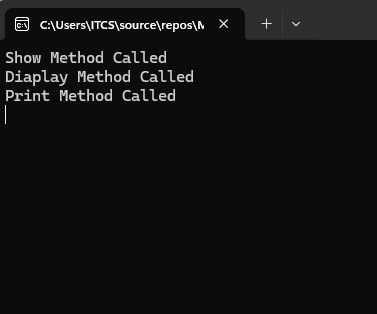 C:\Users\ITCS\source\repos\M
Show Method Called
Diaplay Method Called
Print Method Called